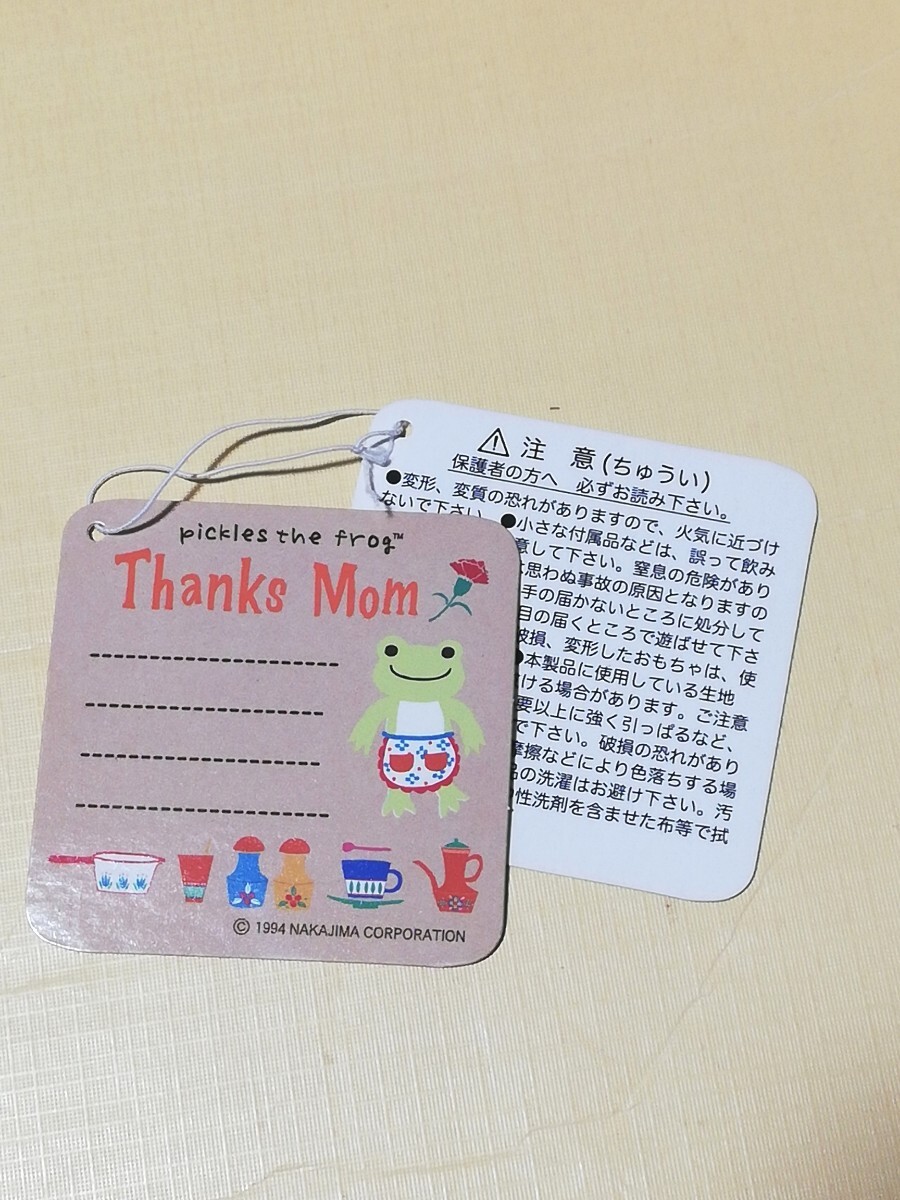 pickles the frog™
Thanks Mom
© 1994 NAKAJIMA CORPORATION
注 意(ちゅうい)
保護者の方へ 必ずお読み下さい。
●変形、変質の恐れがありますので、火気に近づけ
ないで下さい。●小さな付属品などは、誤って飲み
意して下さい。窒息の危険があり
思わぬ事故の原因となりますの
手の届かないところに処分して
目の届くところで遊ばせて下さ
破損、変形したおもちゃは、使
●本製品に使用している生地
ける場合があります。ご注意
要以上に強く引っぱるなど、
で下さい。破損の恐れがあり
摩擦などにより色落ちする場
品の洗濯はお避け下さい。汚
性洗剤を含ませた布等で拭